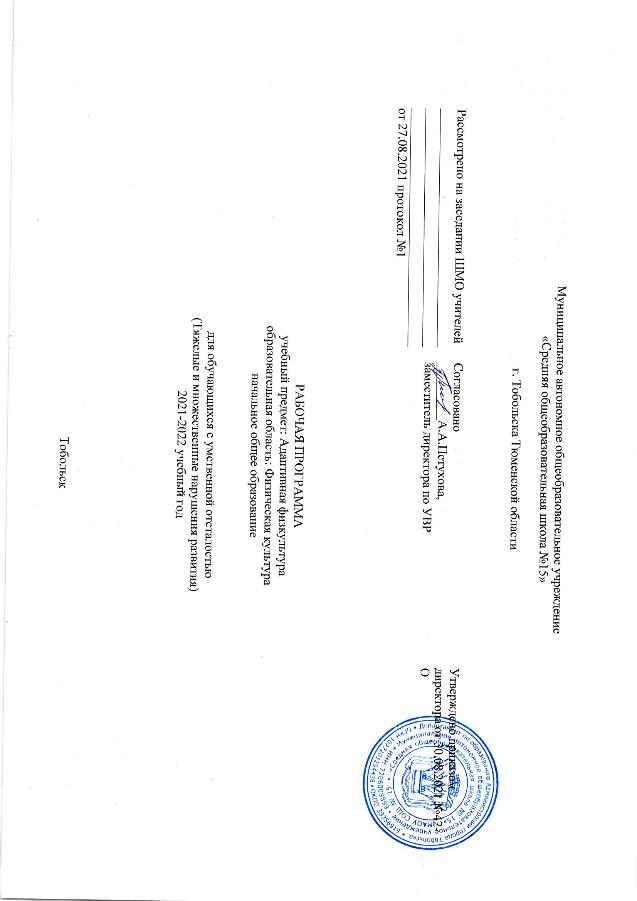 Муниципальное автономное общеобразовательное учреждение
«Средняя общеобразовательная школа №15»
г. Тобольска Тюменской области
Рассмотрено на заседании ШМО учителей
от 27.08.2021 протокол №1
Согласовано
А.А.Петухова,
заместитель директора по УВР
Утверждено приказом
директора от 30.08.2021 №42
О
РАБОЧАЯ ПРОГРАММА
учебный предмет: Адаптивная физкультура
образовательная область: Физическая культура
начальное общее образование
для обучающихся с умственной отсталостью
(Тяжелые и множественные нарушения развития)
2021-2022 учебный год
Тобольск